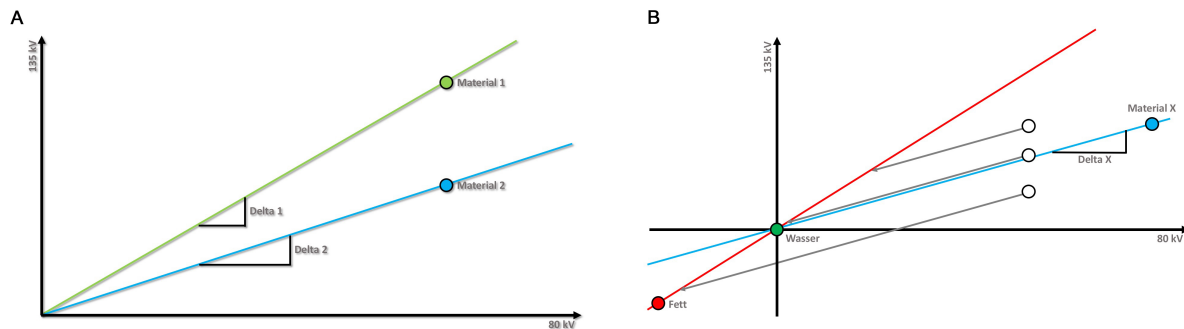 A
135 kV
Material 1
Material 2
Delta 1
Delta 2
80 kV
B
135 kV
Material X
Delta X
Wasser
80 kV
Fett